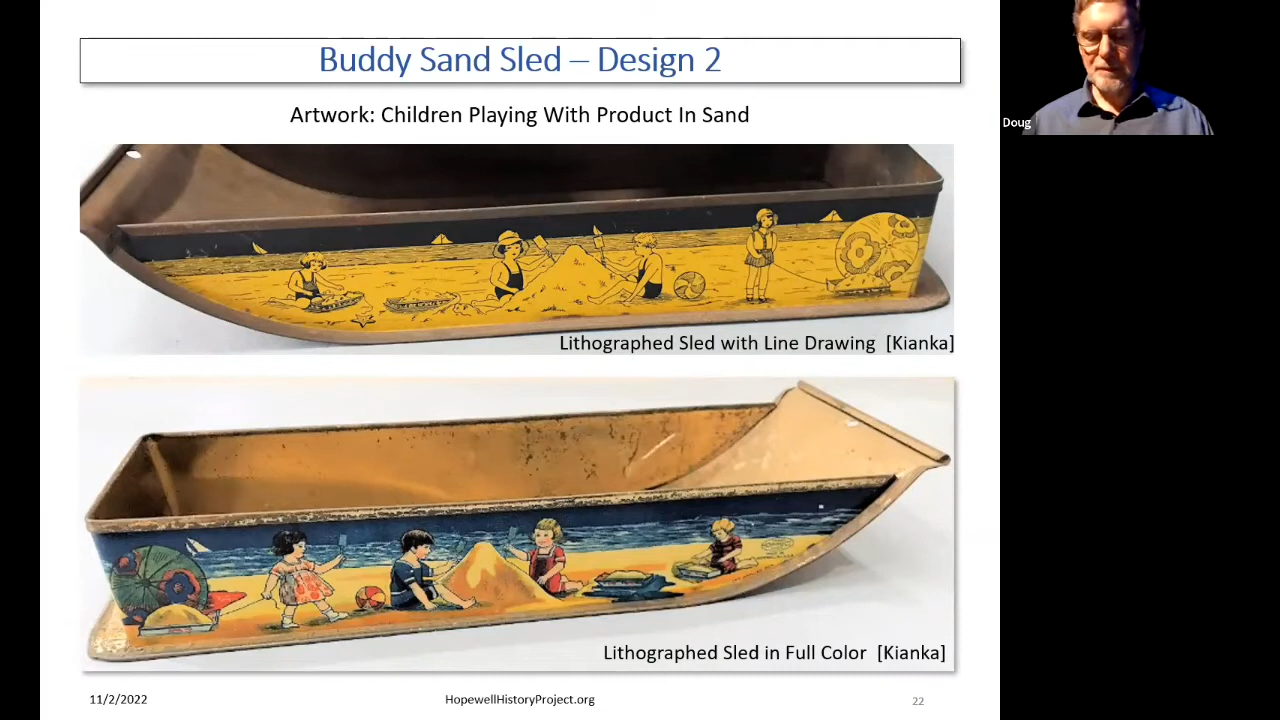 Buddy Sand Sled – Design 2
Artwork: Children Playing With Product In Sand
Doug
Lithographed Sled with Line Drawing [Kianka]
Lithographed Sled in Full Color [Kianka]
11/2/2022
HopewellHistoryProject.org
22